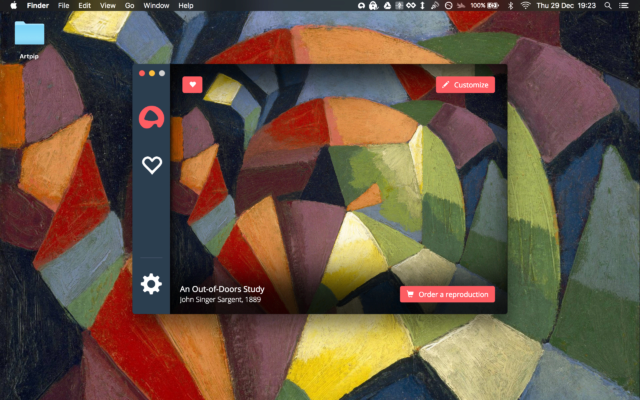 Finder File Edit View Go Window Help
100% Thu 29 Dec 19:23
Artpip
Customize
An Out-of-Doors Study
John Singer Sargent, 1889
Order a reproduction